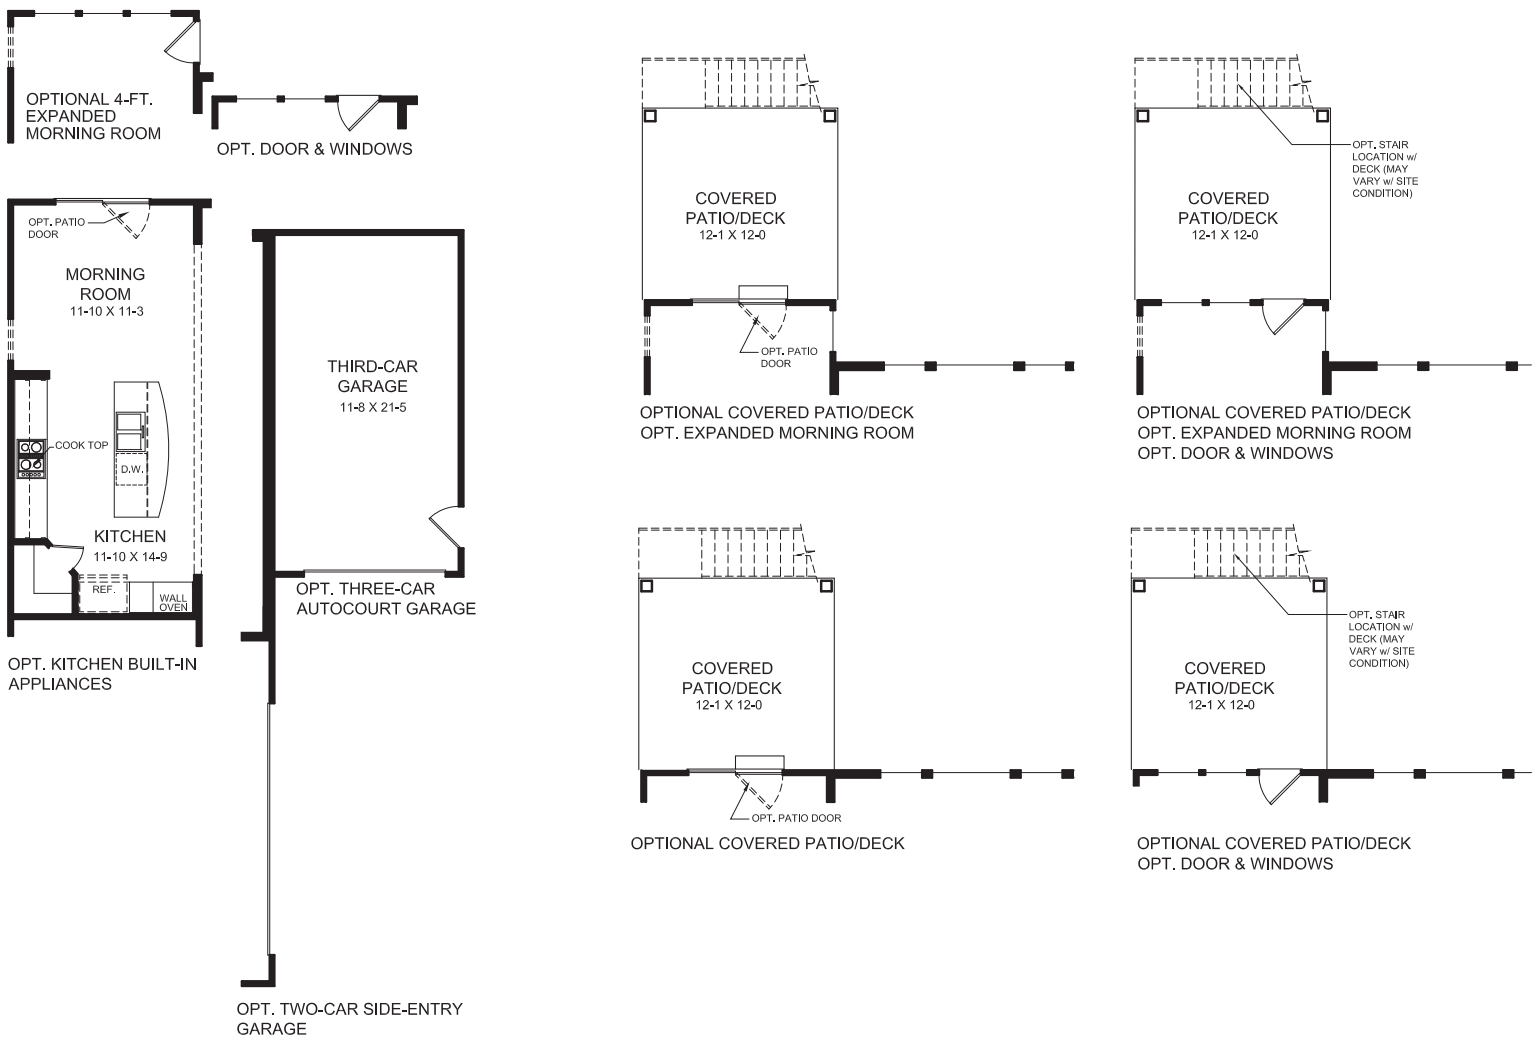 OPTIONAL 4-FT.
EXPANDED
MORNING ROOM
OPT. DOOR & WINDOWS
OPT. PATIO
DOOR
MORNING
ROOM
11-10 X 11-3
COOK TOP
D.W.
KITCHEN
11-10 X 14-9
REF.
WALL
OVEN
OPT. KITCHEN BUILT-IN
APPLIANCES
THIRD-CAR
GARAGE
11-8 X 21-5
OPT. THREE-CAR
AUTOCOURT GARAGE
OPT. TWO-CAR SIDE-ENTRY
GARAGE
COVERED
PATIO/DECK
12-1 X 12-0
OPT. PATIO
DOOR
OPTIONAL COVERED PATIO/DECK
OPT. EXPANDED MORNING ROOM
OPT. STAIR
LOCATION w/
DECK (MAY
VARY w/ SITE
CONDITION)
COVERED
PATIO/DECK
12-1 X 12-0
OPTIONAL COVERED PATIO/DECK
OPT. EXPANDED MORNING ROOM
OPT. DOOR & WINDOWS
COVERED
PATIO/DECK
12-1 X 12-0
OPT. PATIO DOOR
OPTIONAL COVERED PATIO/DECK
OPT. STAIR
LOCATION w/
DECK (MAY
VARY w/ SITE
CONDITION)
COVERED
PATIO/DECK
12-1 X 12-0
OPTIONAL COVERED PATIO/DECK
OPT. DOOR & WINDOWS